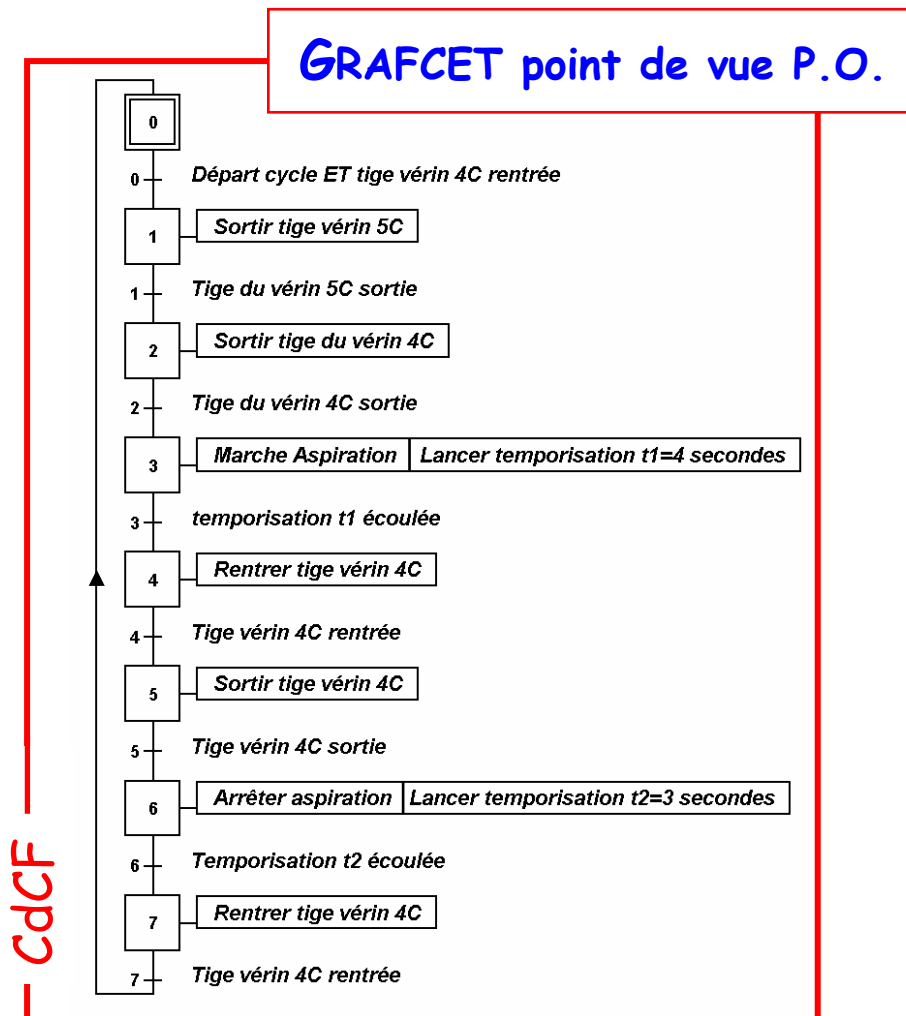 GRAFCET point de vue P.O.
0
0 Départ cycle ET tige vérin 4C rentrée
1 Sortir tige vérin 5C
1 Tige du vérin 5C sortie
2 Sortir tige du vérin 4C
2 Tige du vérin 4C sortie
3 Marche Aspiration Lancer temporisation t1=4 secondes
3 temporisation t1 écoulée
4 Rentrer tige vérin 4C
4 Tige vérin 4C rentrée
5 Sortir tige vérin 4C
5 Tige vérin 4C sortie
6 Arrêter aspiration Lancer temporisation t2=3 secondes
6 Temporisation t2 écoulée
7 Rentrer tige vérin 4C
7 Tige vérin 4C rentrée
CdCF